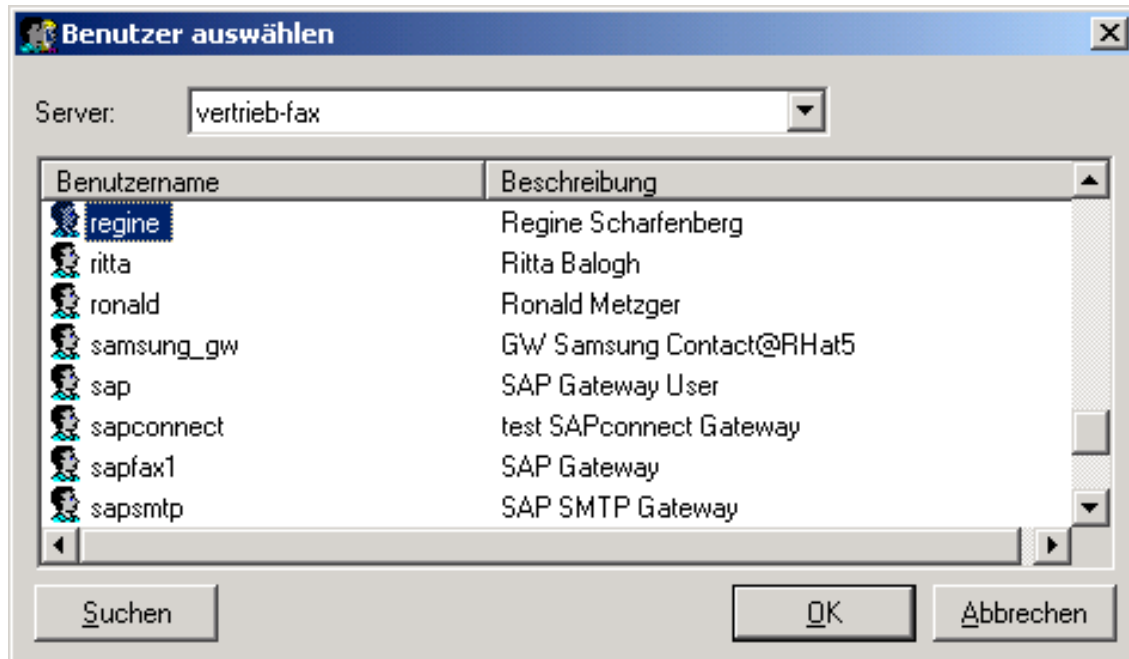 Benutzer auswählen
Server: vertrieb-fax
Benutzername Beschreibung
regine Regine Scharfenberg
ritta Ritta Balogh
ronald Ronald Metzger
samsung_gw GW Samsung Contact@RHat5
sap SAP Gateway User
sapconnect test SAPconnect Gateway
sapfax1 SAP Gateway
sapsmtp SAP SMTP Gateway
Suchen OK Abbrechen